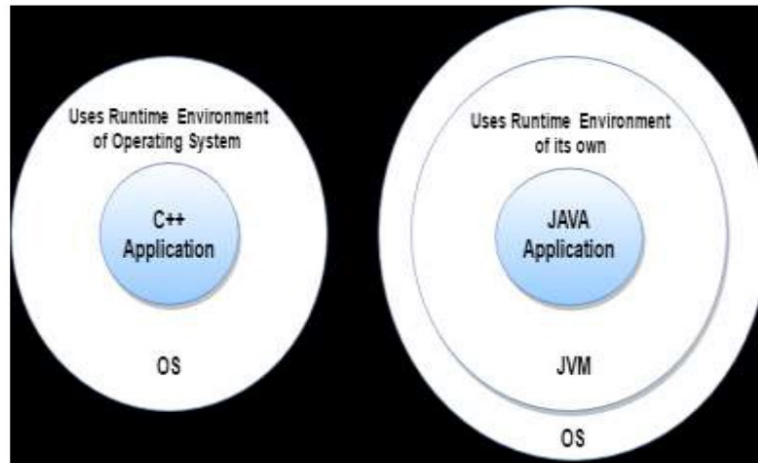 Uses Runtime Environment
of Operating System
C++
Application
OS
Uses Runtime Environment
of its own
JAVA
Application
JVM
OS